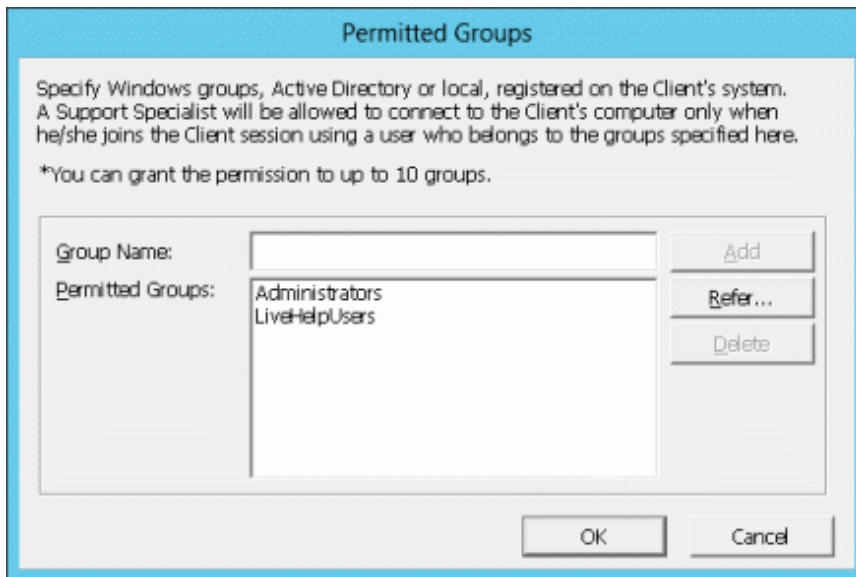 Permitted Groups
Specify Windows groups, Active Directory or local, registered on the Client's system.
A Support Specialist will be allowed to connect to the Client's computer only when
he/she joins the Client session using a user who belongs to the groups specified here.
*You can grant the permission to up to 10 groups.
Group Name:
Add
Permitted Groups:
Administrators
LiveHelpUsers
Refer...
Delete
OK
Cancel